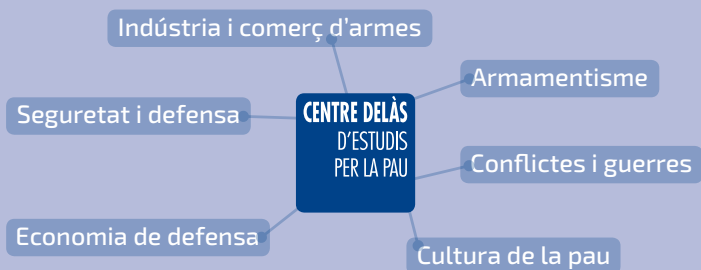 Indústria i comerç d'armes
Armamentisme
Seguretat i defensa
CENTRE DELÀS
D'ESTUDIS
PER LA PAU
Conflictes i guerres
Economia de defensa
Cultura de la pau